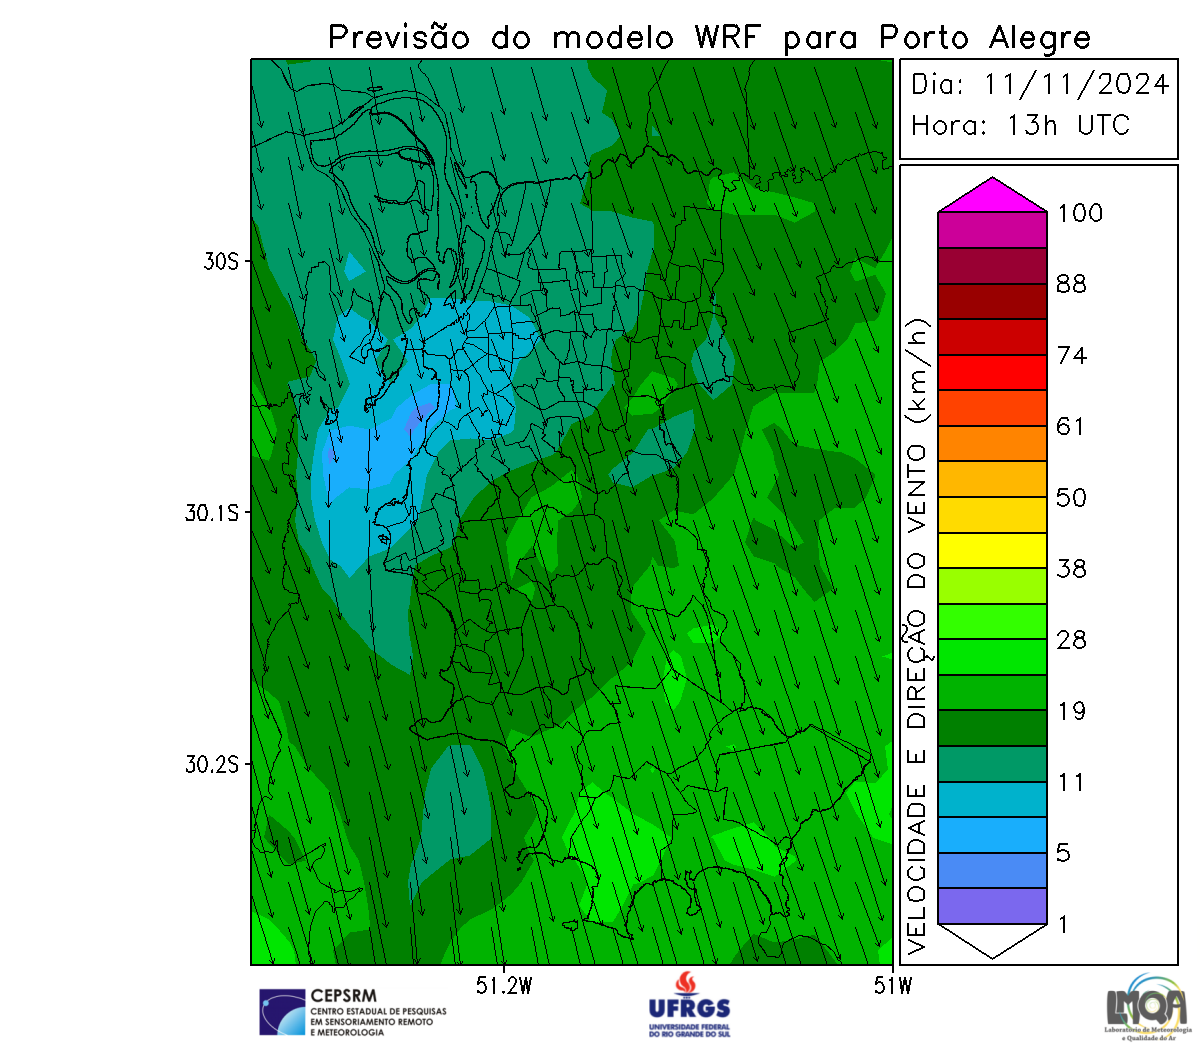 Previsão do modelo WRF para Porto Alegre
Dia: 11/11/2024
Hora: 13h UTC
30S
30.1S
30.2S
51.2W
51W
VELOCIDADE E DIREÇÃO DO VENTO (km/h)
100
88
74
61
50
38
28
19
11
5
1
CEPSRM
CENTRO ESTADUAL DE PESQUISAS
EM SENSORIAMENTO REMOTO
E METEOROLOGIA
UFRGS
UNIVERSIDADE FEDERAL
DO RIO GRANDE DO SUL
LMQA
Laboratório de Meteorologia
e Qualidade do Ar